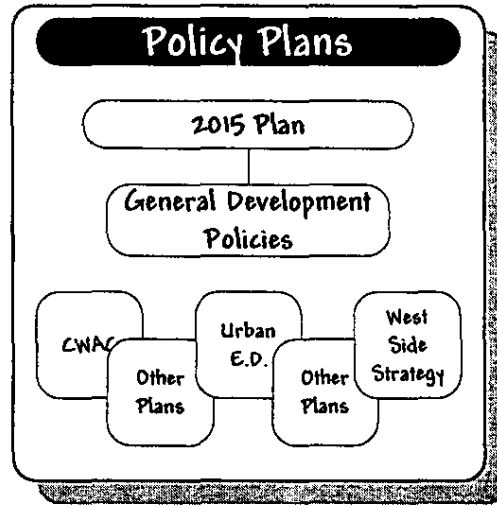 Policy Plans
2015 Plan
General Development
Policies
CWAC
Other
Plans
Urban
E.D.
Other
Plans
West
Side
Strategy